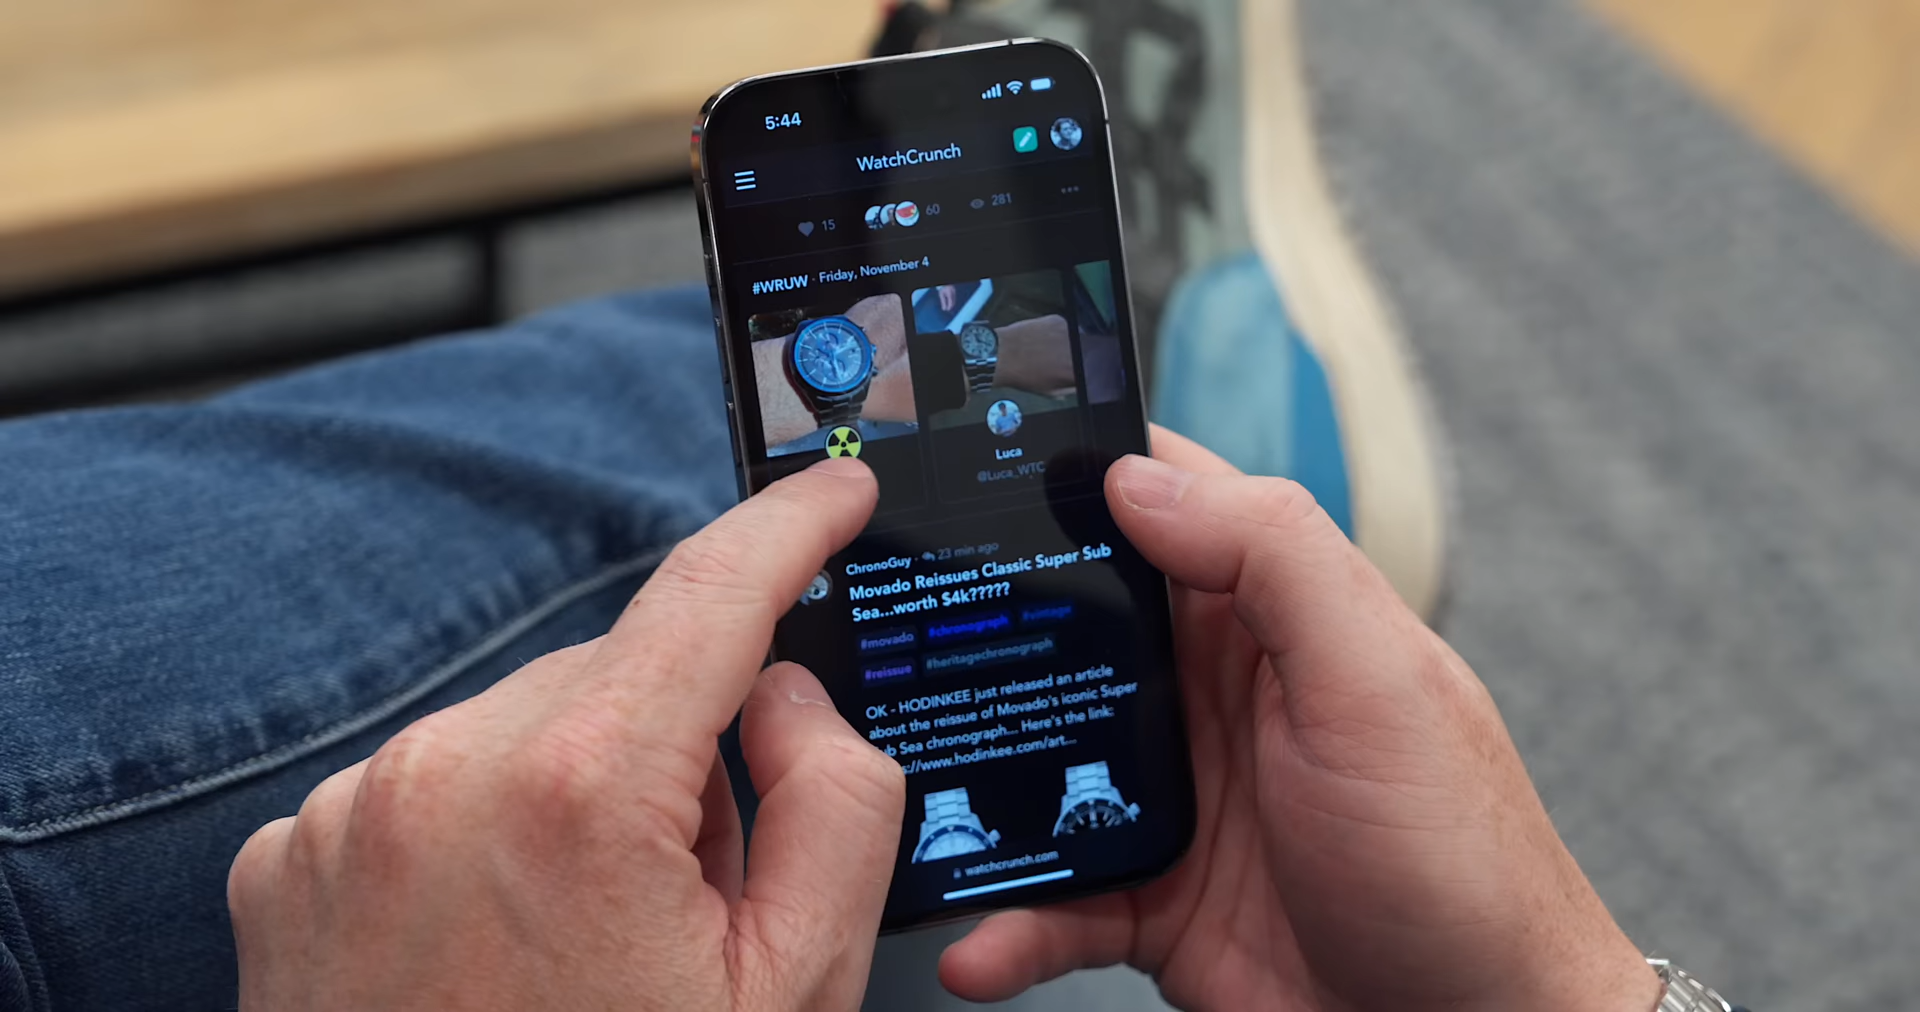 5:44
WatchCrunch
15 60 281
#WRUW · Friday, November 4
Luca
@Luca_WTC
ChronoGuy · 23 min ago
Movado Reissues Classic Super Sub
Sea...worth $4k?????
#movado #chronograph #vintage
#reissue #heritagechronograph
OK - HODINKEE just released an article
about the reissue of Movado's iconic Super
ub Sea chronograph... Here's the link:
s://www.hodinkee.com/art...
watchcrunch.com